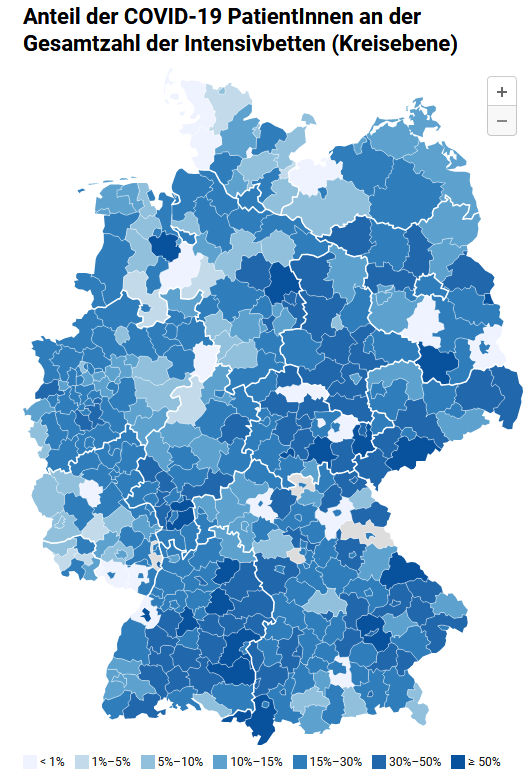 Anteil der COVID-19 PatientInnen an der
Gesamtzahl der Intensivbetten (Kreisebene)
+
−
< 1% 1%–5% 5%–10% 10%–15% 15%–30% 30%–50% ≥ 50%